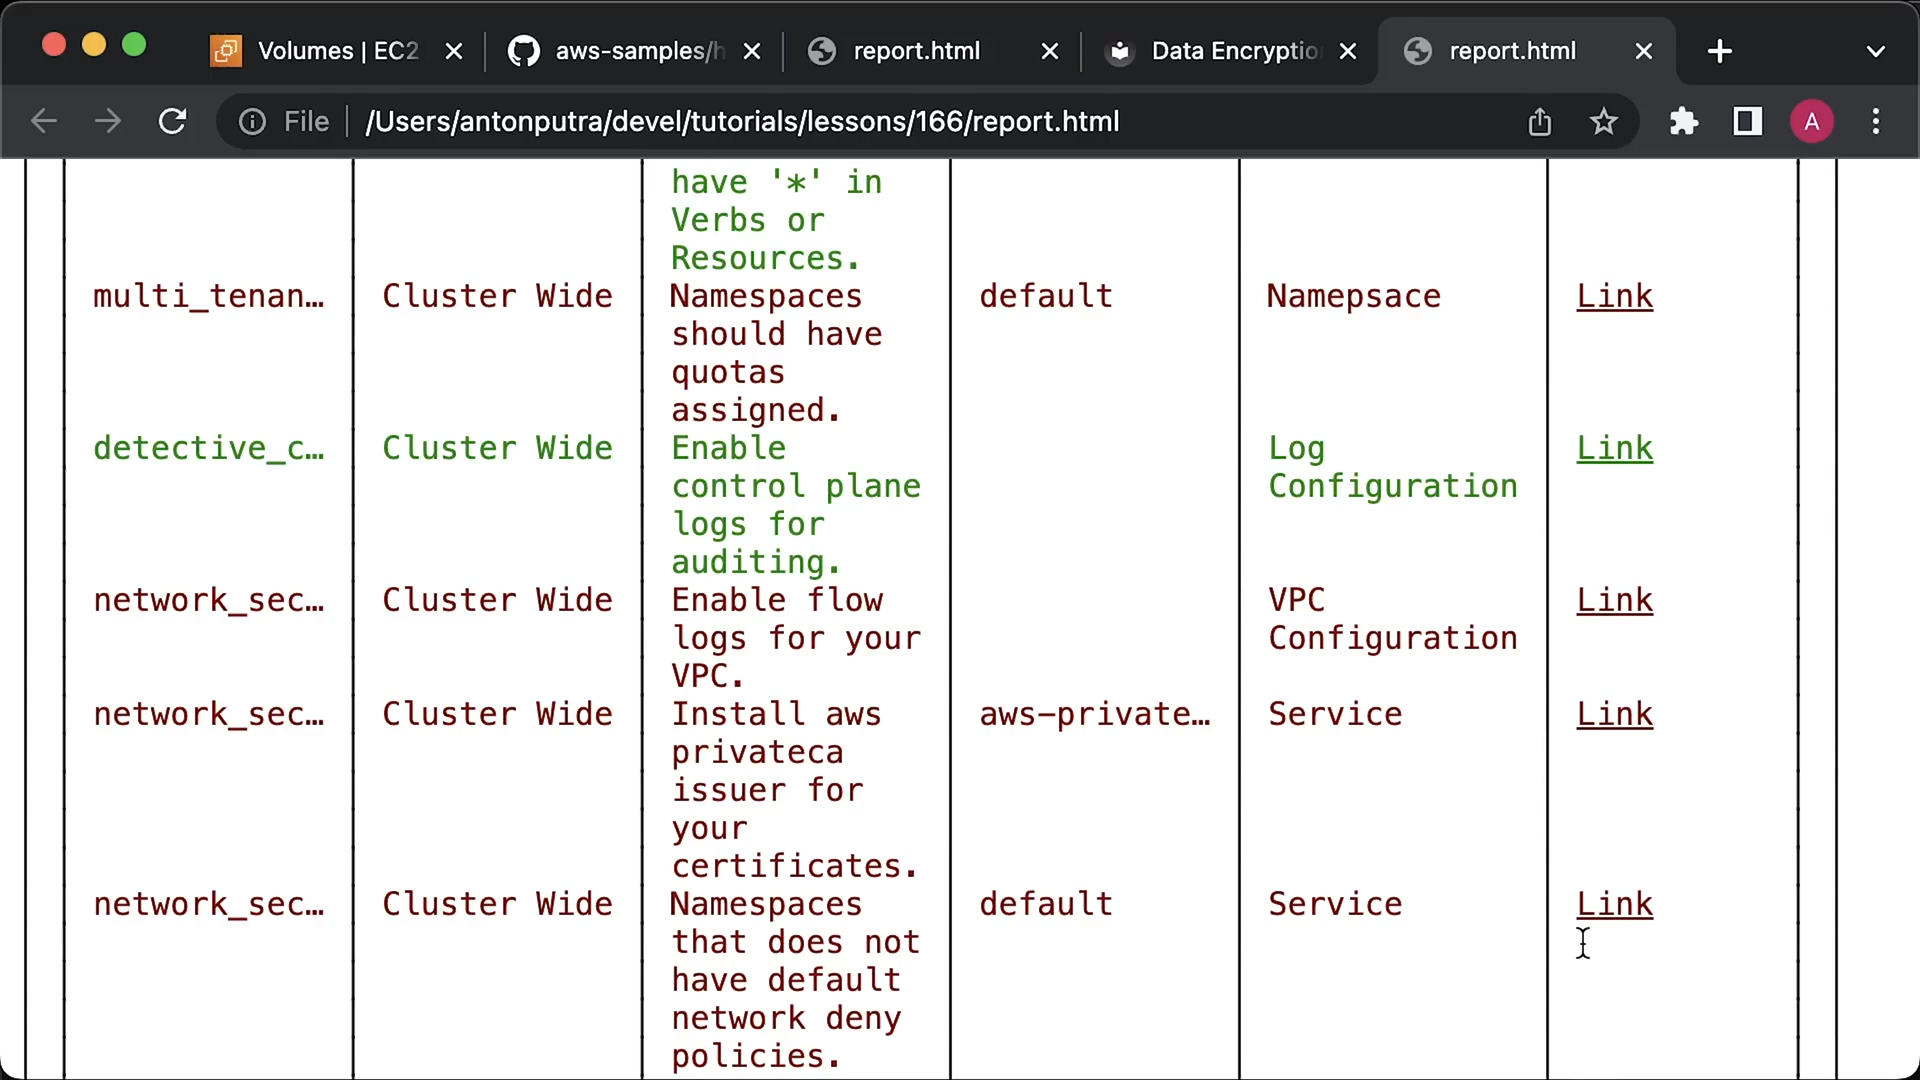 Volumes | EC2
aws-samples/h
report.html
Data Encryptio
report.html
File
/Users/antonputra/devel/tutorials/lessons/166/report.html
A
have '*' in
Verbs or
Resources.
multi_tenan… Cluster Wide Namespaces default Namepsace Link
should have
quotas
assigned.
detective_c… Cluster Wide Enable Log Link
control plane Configuration
logs for
auditing.
network_sec… Cluster Wide Enable flow VPC Link
logs for your Configuration
VPC.
network_sec… Cluster Wide Install aws aws-private… Service Link
privateca
issuer for
your
certificates.
network_sec… Cluster Wide Namespaces default Service Link
that does not
have default
network deny
policies.